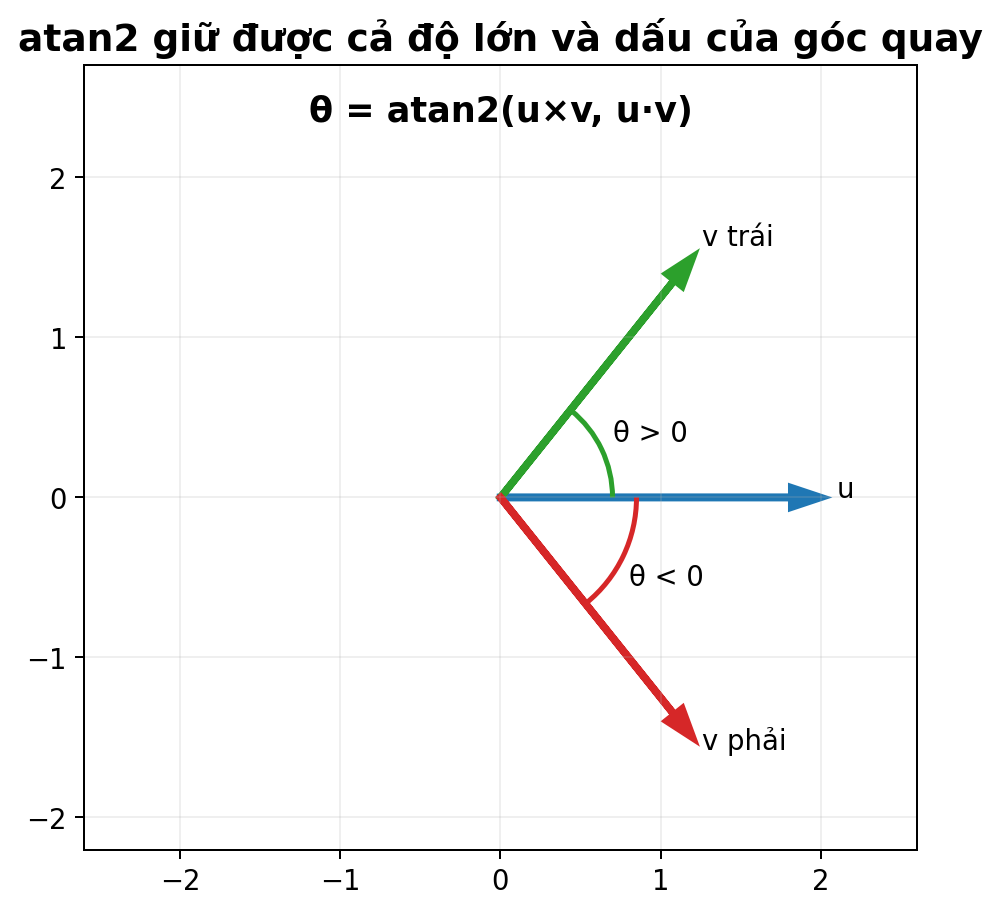 atan2 giữ được cả độ lớn và dấu của góc quay
θ = atan2(u×v, u·v)
2
v trái
1
θ > 0
0
u
θ < 0
−1
v phải
−2
−2
−1
0
1
2